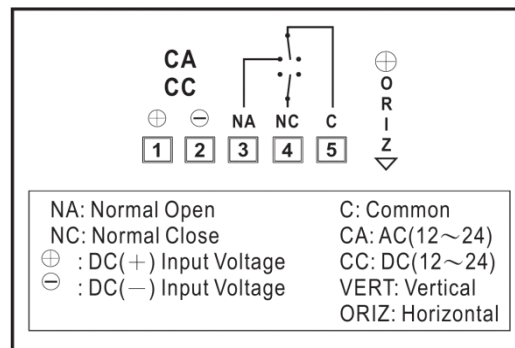 CA
CC
⊕ ⊖ NA NC C
1 2 3 4 5
⊕
O
R
I
Z
NA: Normal Open
NC: Normal Close
⊕ : DC(+) Input Voltage
⊖ : DC(−) Input Voltage
C: Common
CA: AC(12～24)
CC: DC(12～24)
VERT: Vertical
ORIZ: Horizontal